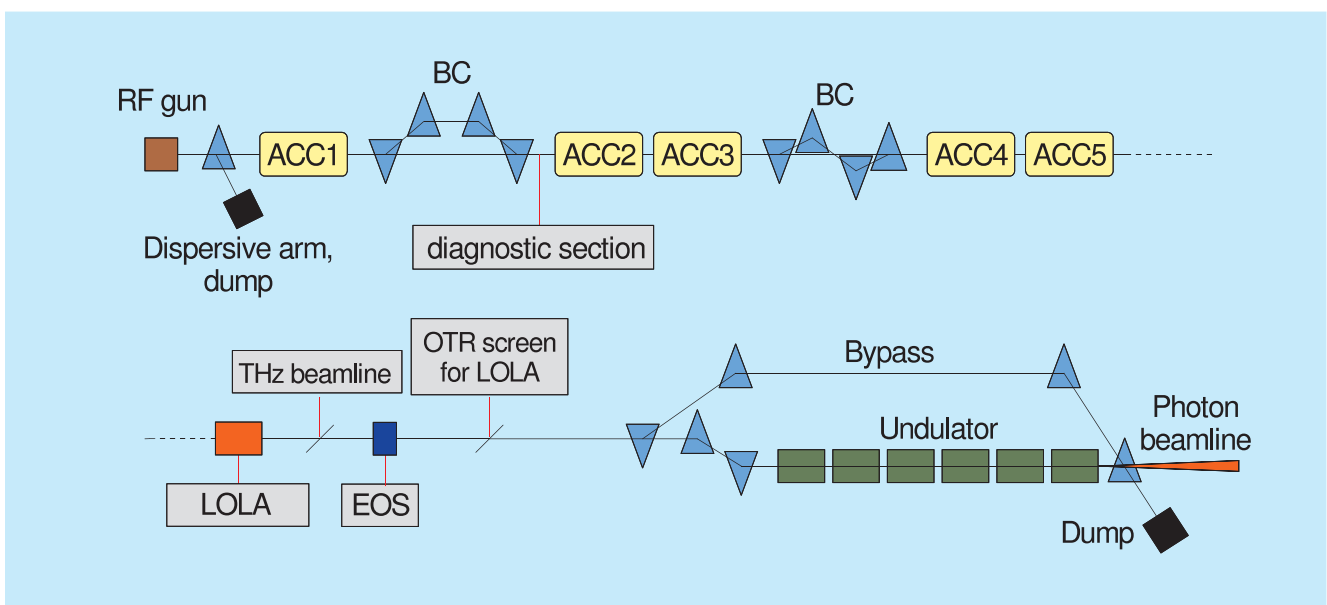 RF gun
BC
BC
ACC1
ACC2
ACC3
ACC4
ACC5
Dispersive arm,
dump
diagnostic section
THz beamline
OTR screen
for LOLA
LOLA
EOS
Bypass
Undulator
Photon
beamline
Dump